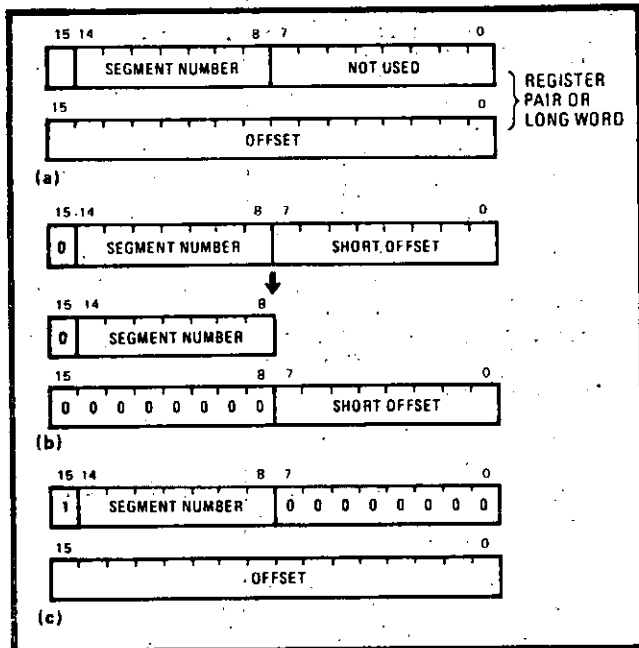 15 14 8 7 0
SEGMENT NUMBER NOT USED
15 0
OFFSET
REGISTER
PAIR OR
LONG WORD
(a)
15 14 8 7 0
0 SEGMENT NUMBER SHORT OFFSET
15 14 8
0 SEGMENT NUMBER
15 8 7 0
0 0 0 0 0 0 0 0 SHORT OFFSET
(b)
15 14 8 7 0
1 SEGMENT NUMBER 0 0 0 0 0 0 0 0
15 0
OFFSET
(c)